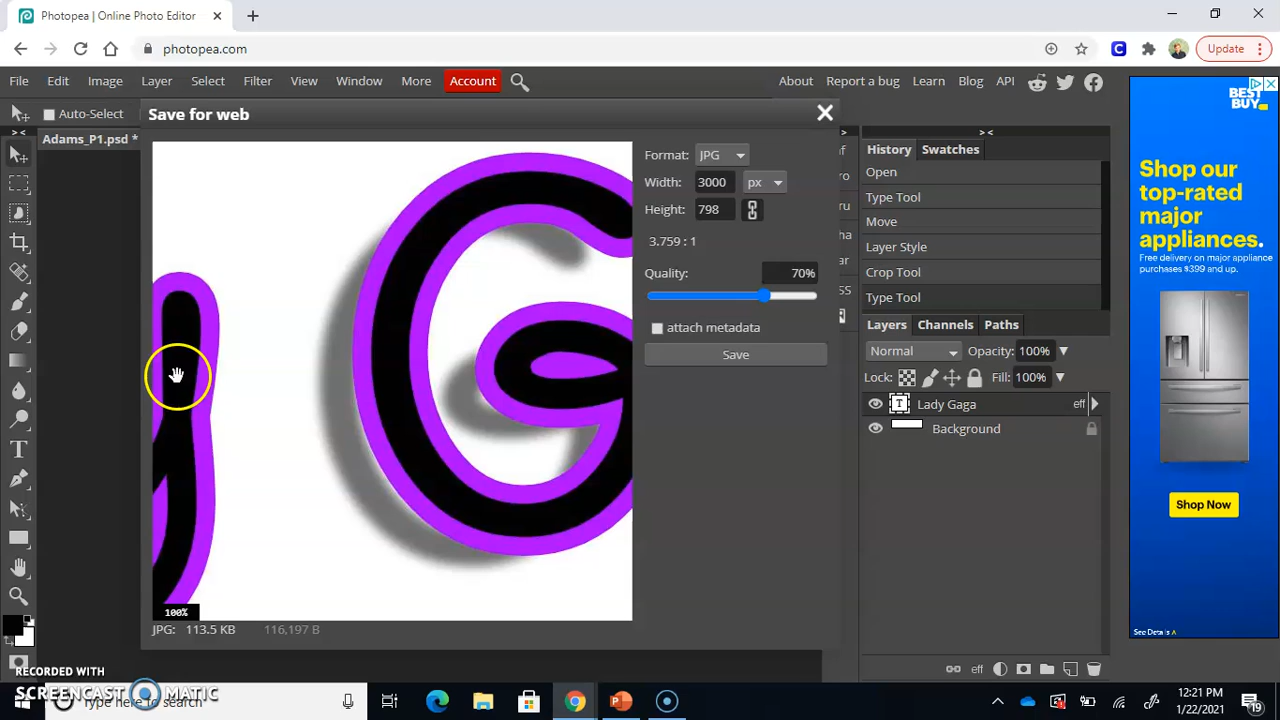 Photopea | Online Photo Editor
photopea.com
Update
File Edit Image Layer Select Filter View Window More Account
About Report a bug Learn Blog API
Auto-Select
Save for web
Adams_P1.psd *
> <
> <
Format: JPG
Width: 3000 px
Height: 798
3.759 : 1
Quality: 70%
attach metadata
Save
100%
JPG: 113.5 KB 116,197 B
History Swatches
Open
Type Tool
Move
Layer Style
Crop Tool
Type Tool
Layers Channels Paths
Normal Opacity: 100%
Lock: Fill: 100%
T Lady Gaga eff
Background
eff
BEST BUY
Shop our
top-rated
major
appliances.
Free delivery on major appliance
purchases $399 and up.
Shop Now
See Details
RECORDED WITH
SCREENCAST MATIC
here to search
12:21 PM
1/22/2021
19